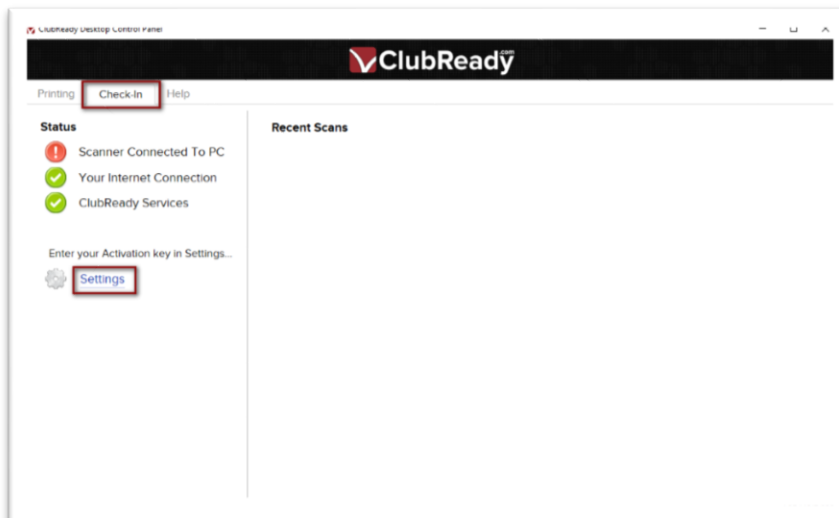 ClubReady Desktop Control Panel
ClubReady.com
Printing Check-In Help
Status
Scanner Connected To PC
Your Internet Connection
ClubReady Services
Enter your Activation key in Settings...
Settings
Recent Scans